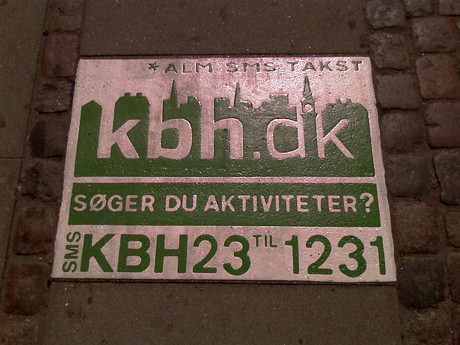 *ALM SMS TAKST
kbh.dk
SØGER DU AKTIVITETER?
SMS KBH23 TIL 1231